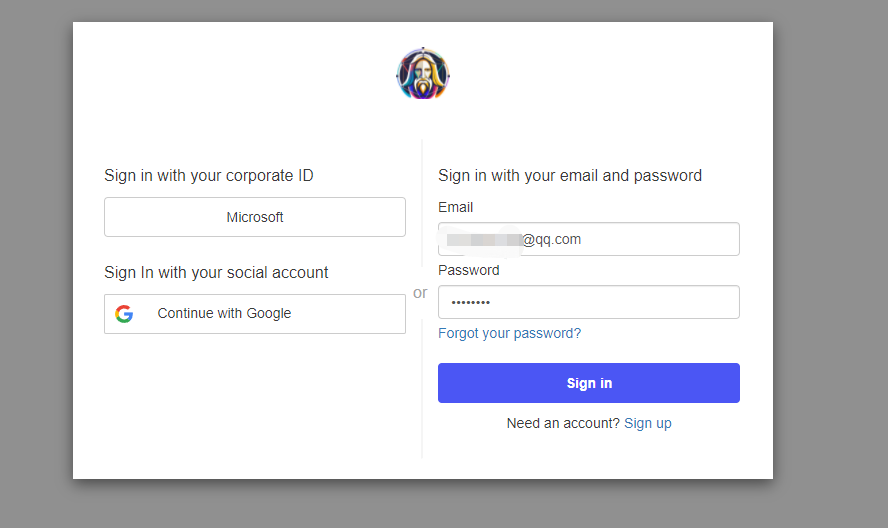 Sign in with your corporate ID
Microsoft
Sign In with your social account
Continue with Google
or
Sign in with your email and password
Email
@qq.com
Password
••••••••
Forgot your password?
Sign in
Need an account? Sign up